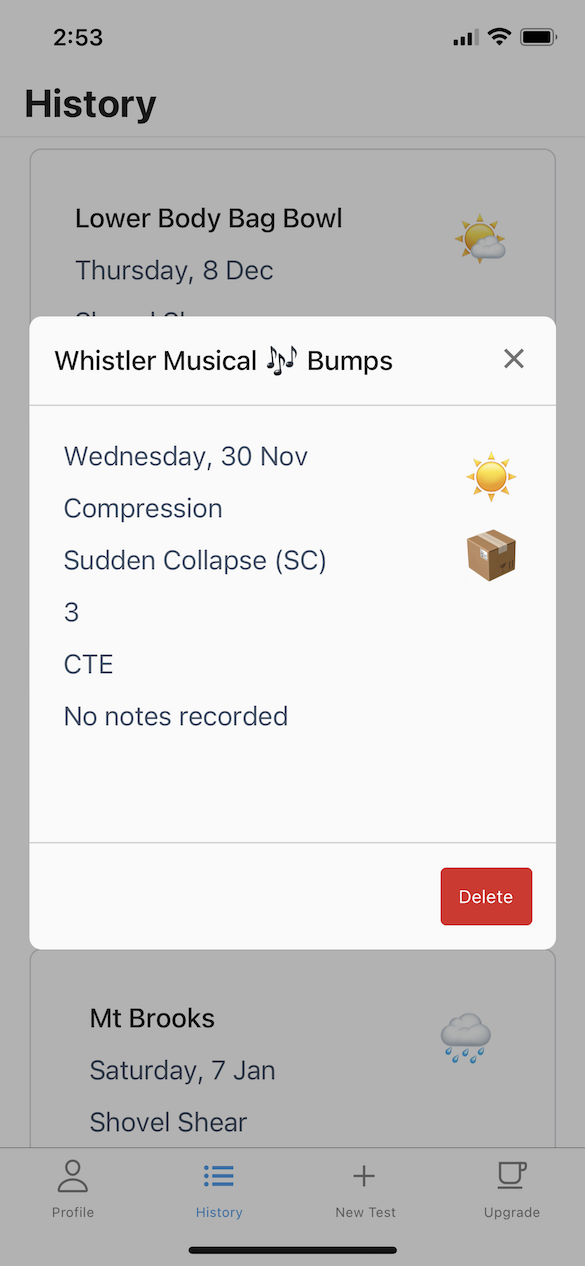 2:53
History
Lower Body Bag Bowl
Thursday, 8 Dec
Whistler Musical 🎶 Bumps
Wednesday, 30 Nov
Compression
Sudden Collapse (SC)
3
CTE
No notes recorded
Delete
Mt Brooks
Saturday, 7 Jan
Shovel Shear
Profile
History
New Test
Upgrade